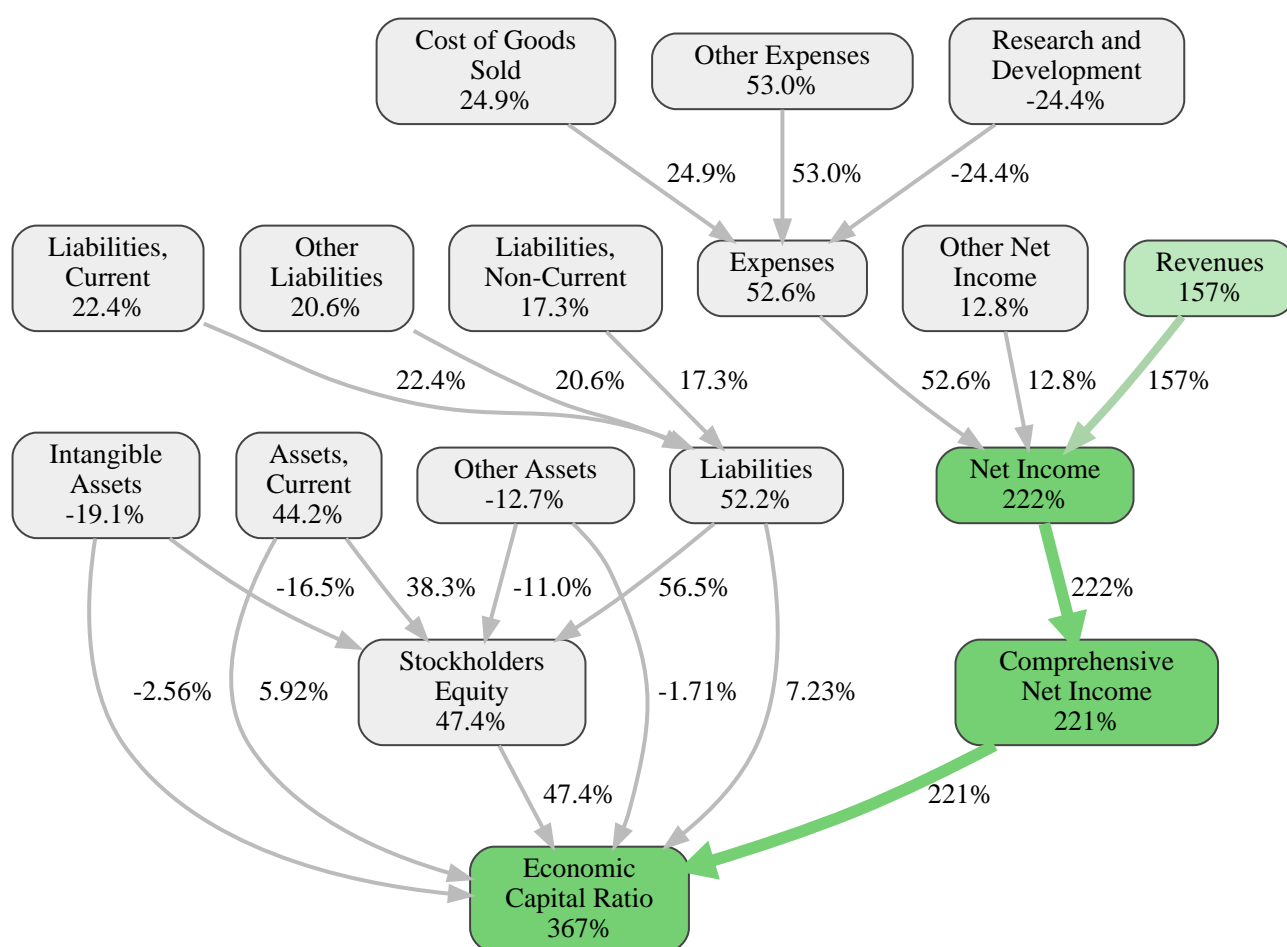 Cost of Goods
Sold
24.9%
Other Expenses
53.0%
Research and
Development
-24.4%
24.9%
53.0%
-24.4%
Liabilities,
Current
22.4%
Other
Liabilities
20.6%
Liabilities,
Non-Current
17.3%
Expenses
52.6%
Other Net
Income
12.8%
Revenues
157%
22.4%
20.6%
17.3%
52.6%
12.8%
157%
Intangible
Assets
-19.1%
Assets,
Current
44.2%
Other Assets
-12.7%
Liabilities
52.2%
Net Income
222%
-16.5%
38.3%
-11.0%
56.5%
222%
Stockholders
Equity
47.4%
Comprehensive
Net Income
221%
-2.56%
5.92%
-1.71%
7.23%
47.4%
221%
Economic
Capital Ratio
367%